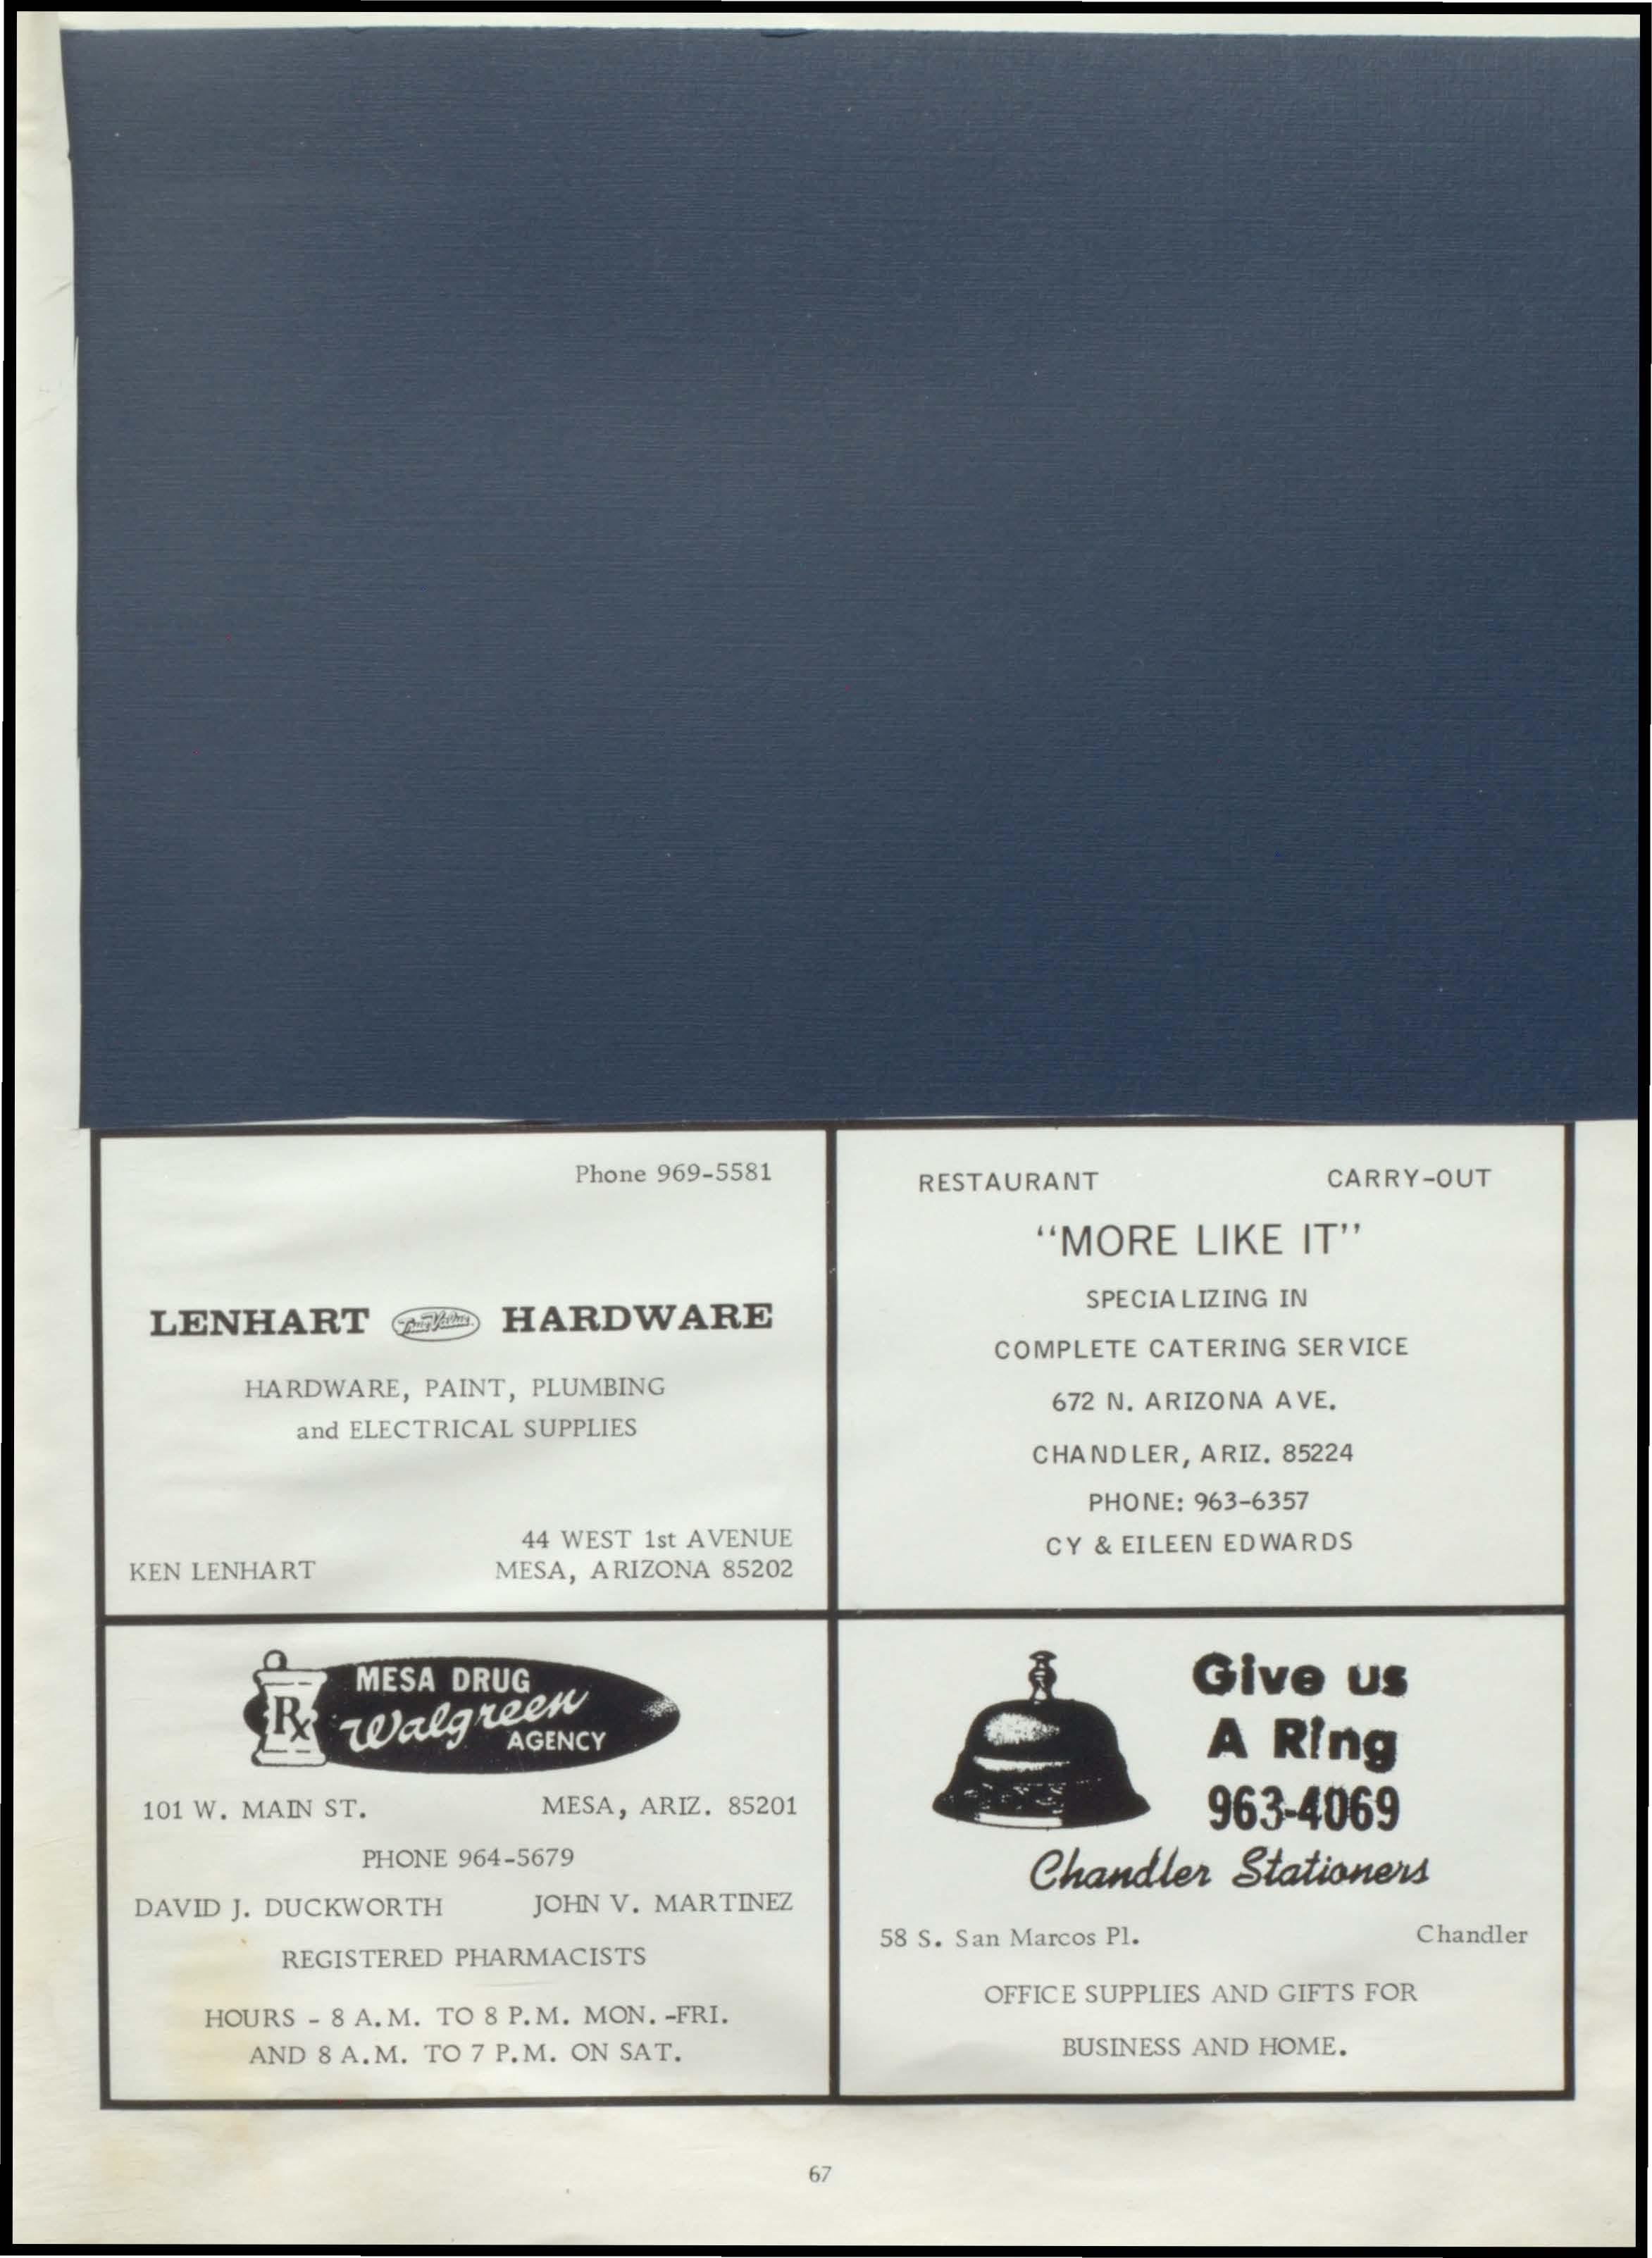 Phone 969-5581
LENHART True Value HARDWARE
HARDWARE, PAINT, PLUMBING
and ELECTRICAL SUPPLIES
44 WEST 1st AVENUE
KEN LENHART MESA, ARIZONA 85202
RESTAURANT CARRY-OUT
"MORE LIKE IT"
SPECIALIZING IN
COMPLETE CATERING SERVICE
672 N. ARIZONA AVE.
CHANDLER, ARIZ. 85224
PHONE: 963-6357
CY & EILEEN EDWARDS
MESA DRUG
Rx Walgreen
AGENCY
101 W. MAIN ST. MESA, ARIZ. 85201
PHONE 964-5679
DAVID J. DUCKWORTH JOHN V. MARTINEZ
REGISTERED PHARMACISTS
HOURS - 8 A.M. TO 8 P.M. MON.-FRI.
AND 8 A.M. TO 7 P.M. ON SAT.
Give us
A Ring
963-4069
Chandler Stationers
58 S. San Marcos Pl. Chandler
OFFICE SUPPLIES AND GIFTS FOR
BUSINESS AND HOME.
67